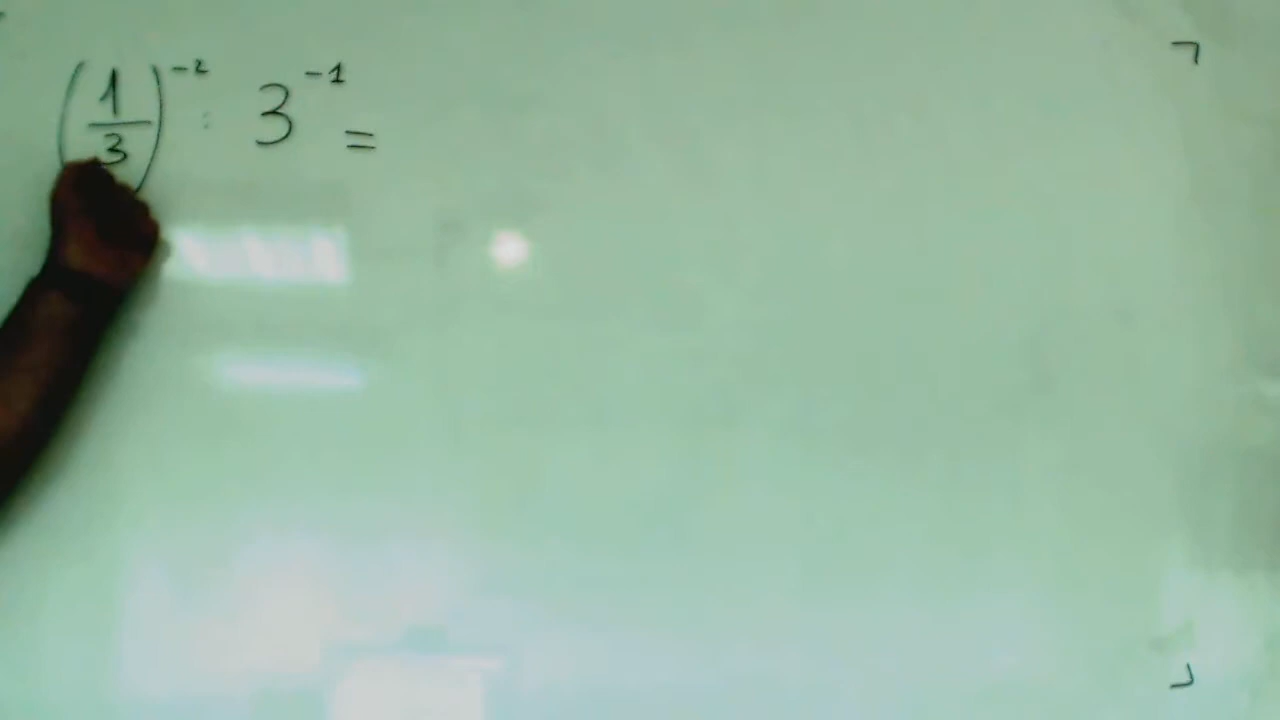 (1/3)⁻² : 3⁻¹ =